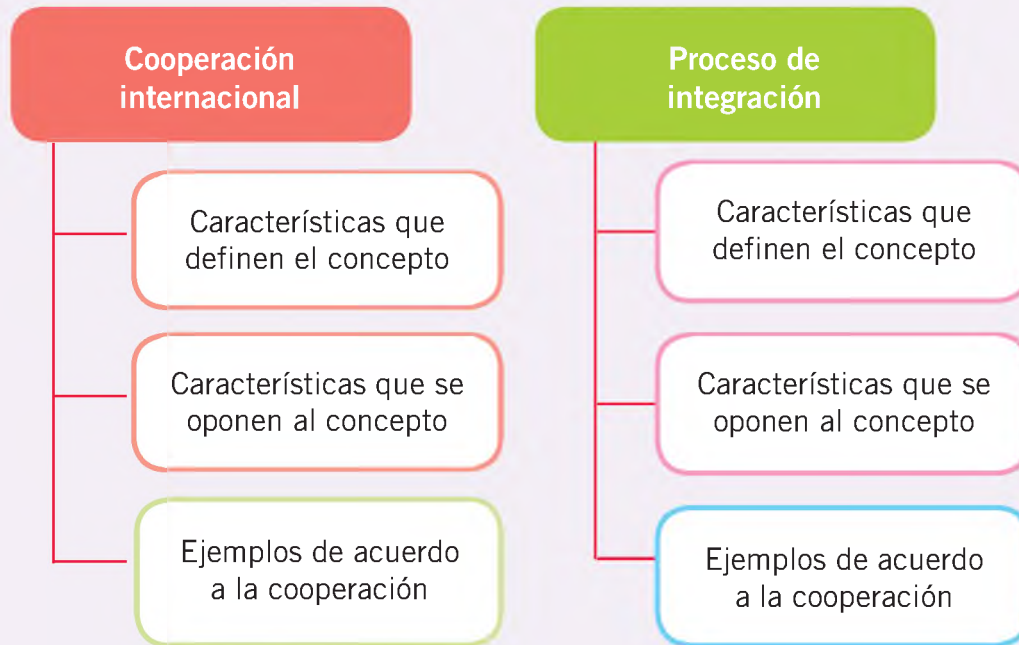 Cooperación
internacional
Características que
definen el concepto
Características que se
oponen al concepto
Ejemplos de acuerdo
a la cooperación
Proceso de
integración
Características que
definen el concepto
Características que se
oponen al concepto
Ejemplos de acuerdo
a la cooperación